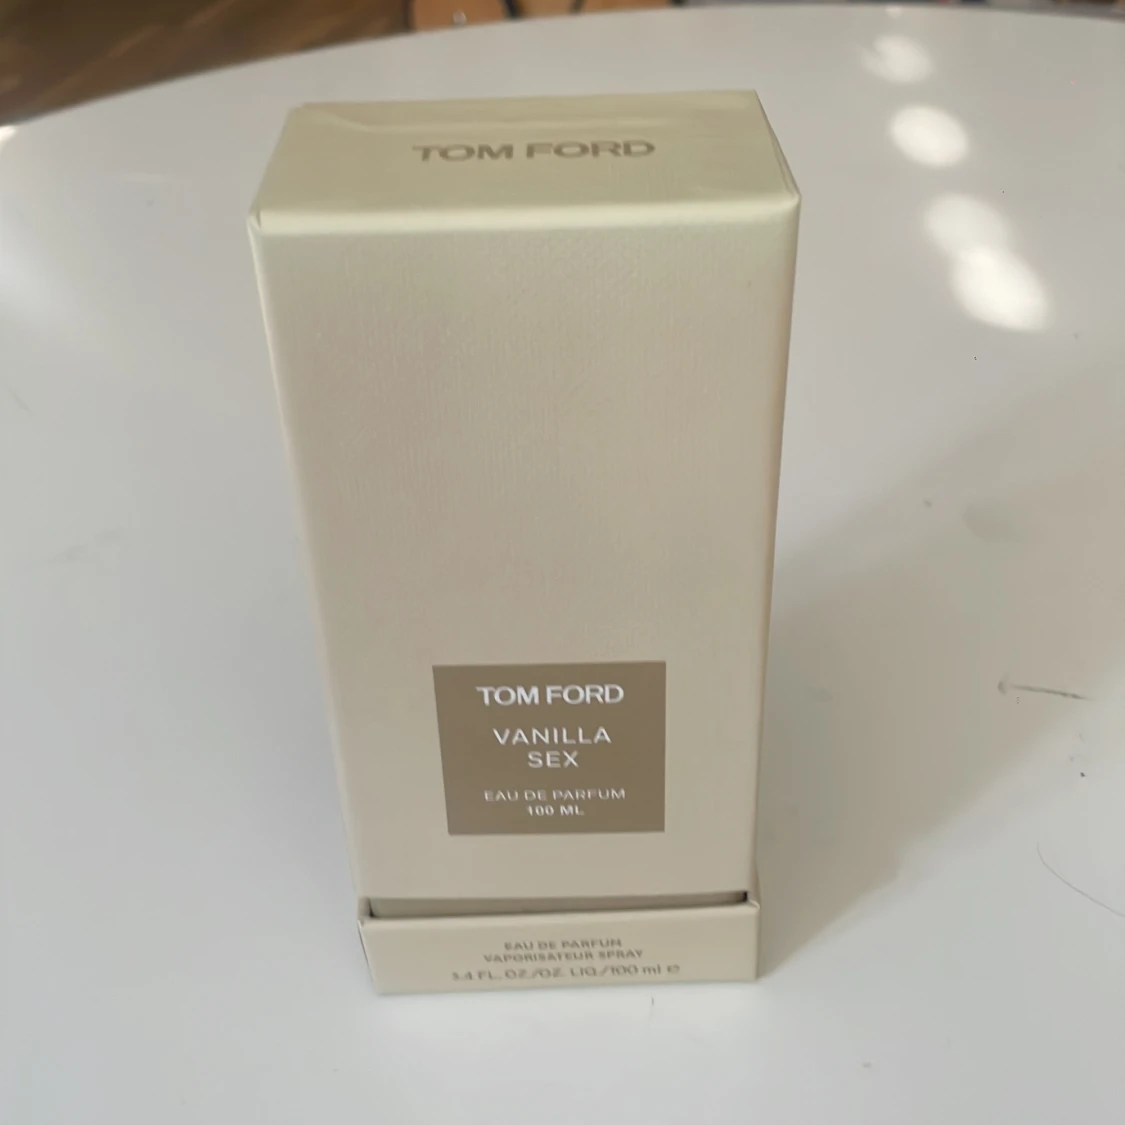 TOM FORD
TOM FORD
VANILLA
SEX
EAU DE PARFUM
100 ML
EAU DE PARFUM
VAPORISATEUR SPRAY
3.4 FL. OZ./OZ. LIQ./100 ml ℮